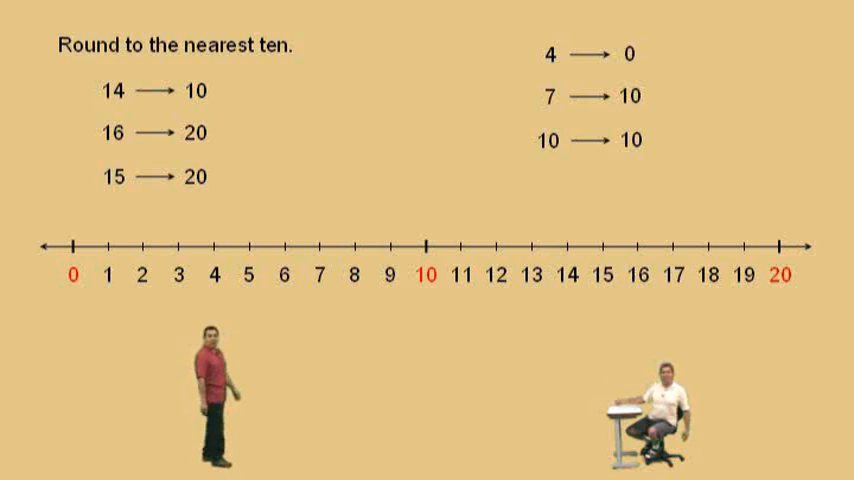 Round to the nearest ten.
14 → 10
16 → 20
15 → 20
4 → 0
7 → 10
10 → 10
0 1 2 3 4 5 6 7 8 9 10 11 12 13 14 15 16 17 18 19 20